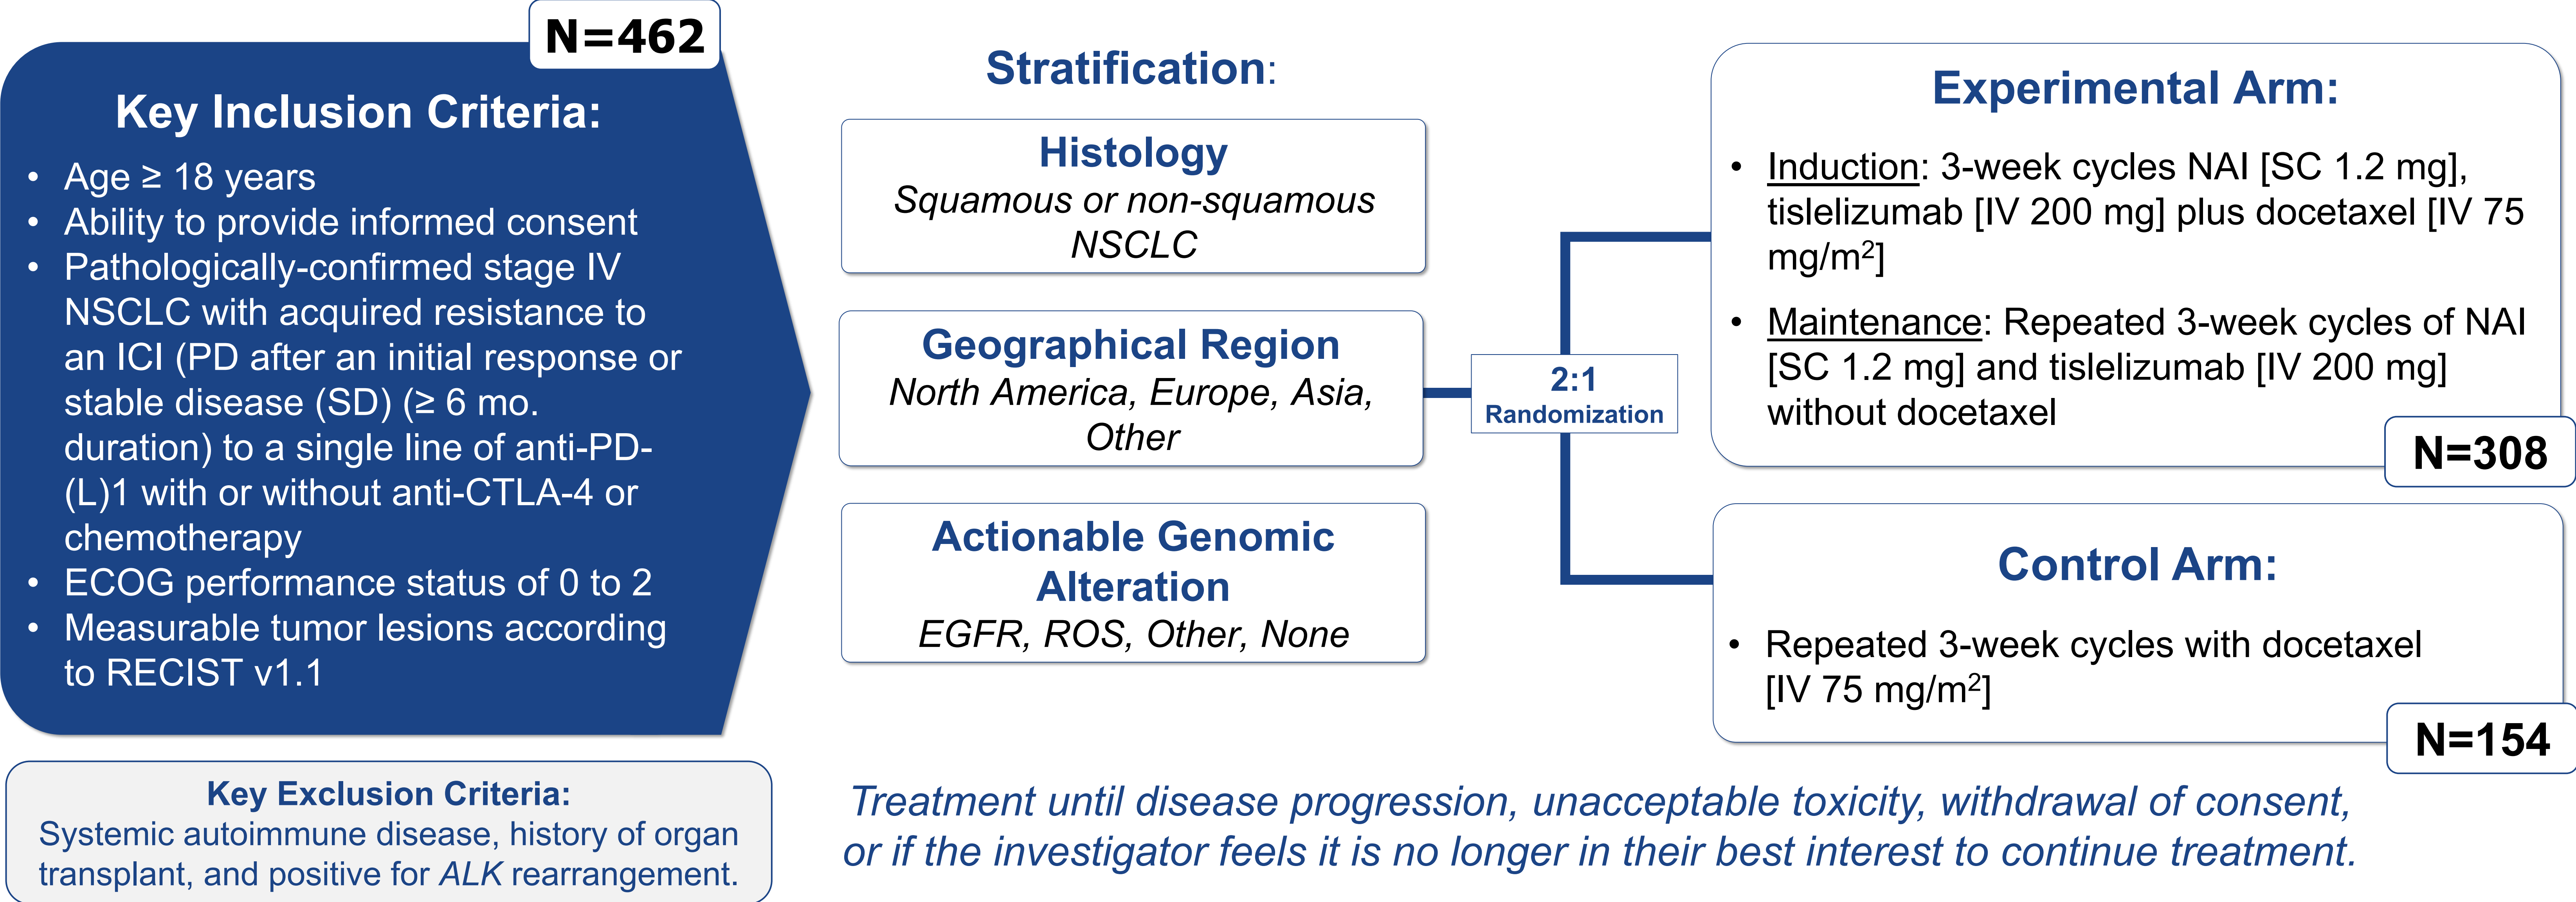 N=462
Key Inclusion Criteria:
• Age ≥ 18 years
• Ability to provide informed consent
• Pathologically-confirmed stage IV
NSCLC with acquired resistance to
an ICI (PD after an initial response or
stable disease (SD) (≥ 6 mo.
duration) to a single line of anti-PD-
(L)1 with or without anti-CTLA-4 or
chemotherapy
• ECOG performance status of 0 to 2
• Measurable tumor lesions according
to RECIST v1.1
Key Exclusion Criteria:
Systemic autoimmune disease, history of organ
transplant, and positive for ALK rearrangement.
Stratification:
Histology
Squamous or non-squamous
NSCLC
Geographical Region
North America, Europe, Asia,
Other
Actionable Genomic
Alteration
EGFR, ROS, Other, None
2:1
Randomization
Experimental Arm:
• Induction: 3-week cycles NAI [SC 1.2 mg],
tislelizumab [IV 200 mg] plus docetaxel [IV 75
mg/m²]
• Maintenance: Repeated 3-week cycles of NAI
[SC 1.2 mg] and tislelizumab [IV 200 mg]
without docetaxel
N=308
Control Arm:
• Repeated 3-week cycles with docetaxel
[IV 75 mg/m²]
N=154
Treatment until disease progression, unacceptable toxicity, withdrawal of consent,
or if the investigator feels it is no longer in their best interest to continue treatment.